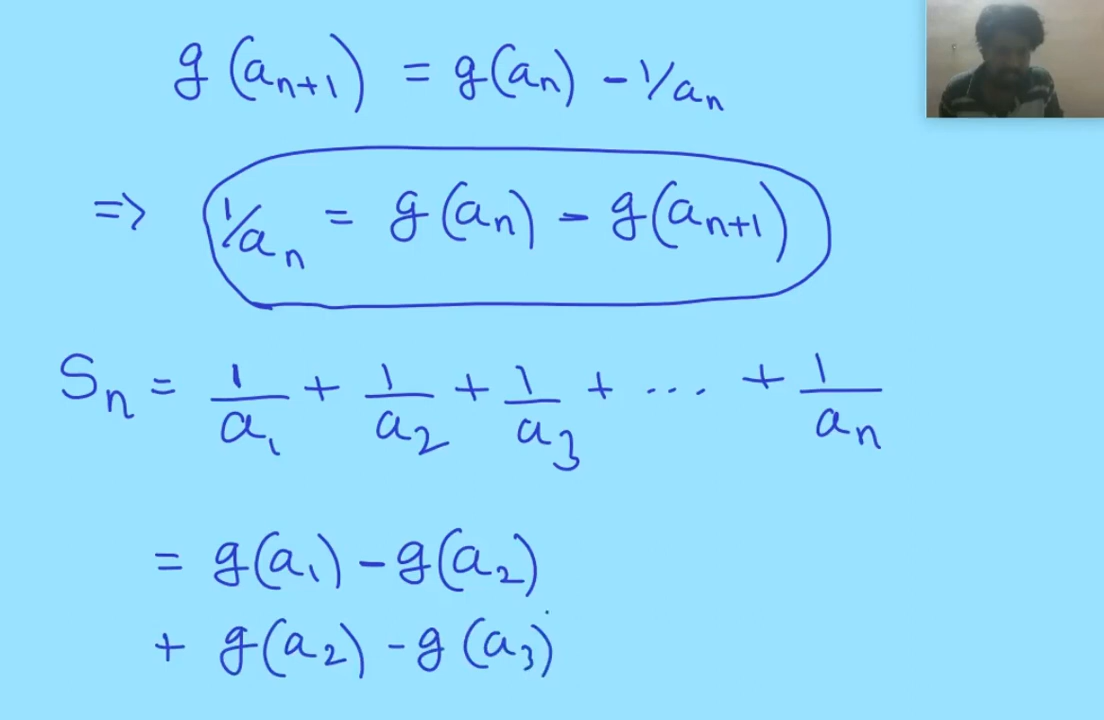 g(aₙ₊₁) = g(aₙ) - 1/aₙ
=> 1/aₙ = g(aₙ) - g(aₙ₊₁)
Sₙ = 1/a₁ + 1/a₂ + 1/a₃ + ... + 1/aₙ
= g(a₁) - g(a₂)
+ g(a₂) - g(a₃)